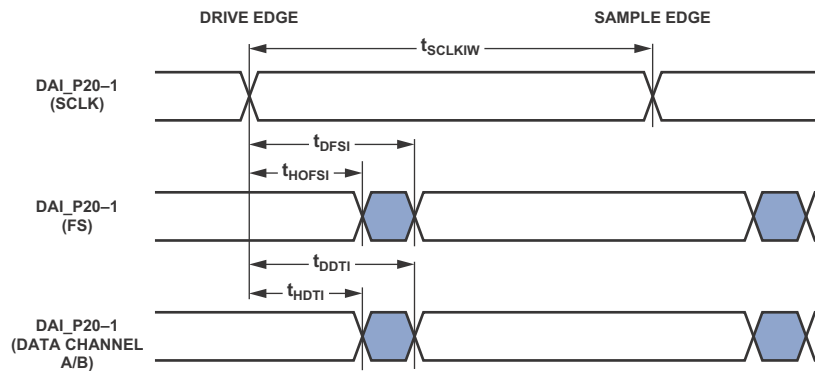 DRIVE EDGE
SAMPLE EDGE
tSCLKIW
DAI_P20–1
(SCLK)
tDFSI
tHOFSI
DAI_P20–1
(FS)
tDDTI
tHDTI
DAI_P20–1
(DATA CHANNEL
A/B)